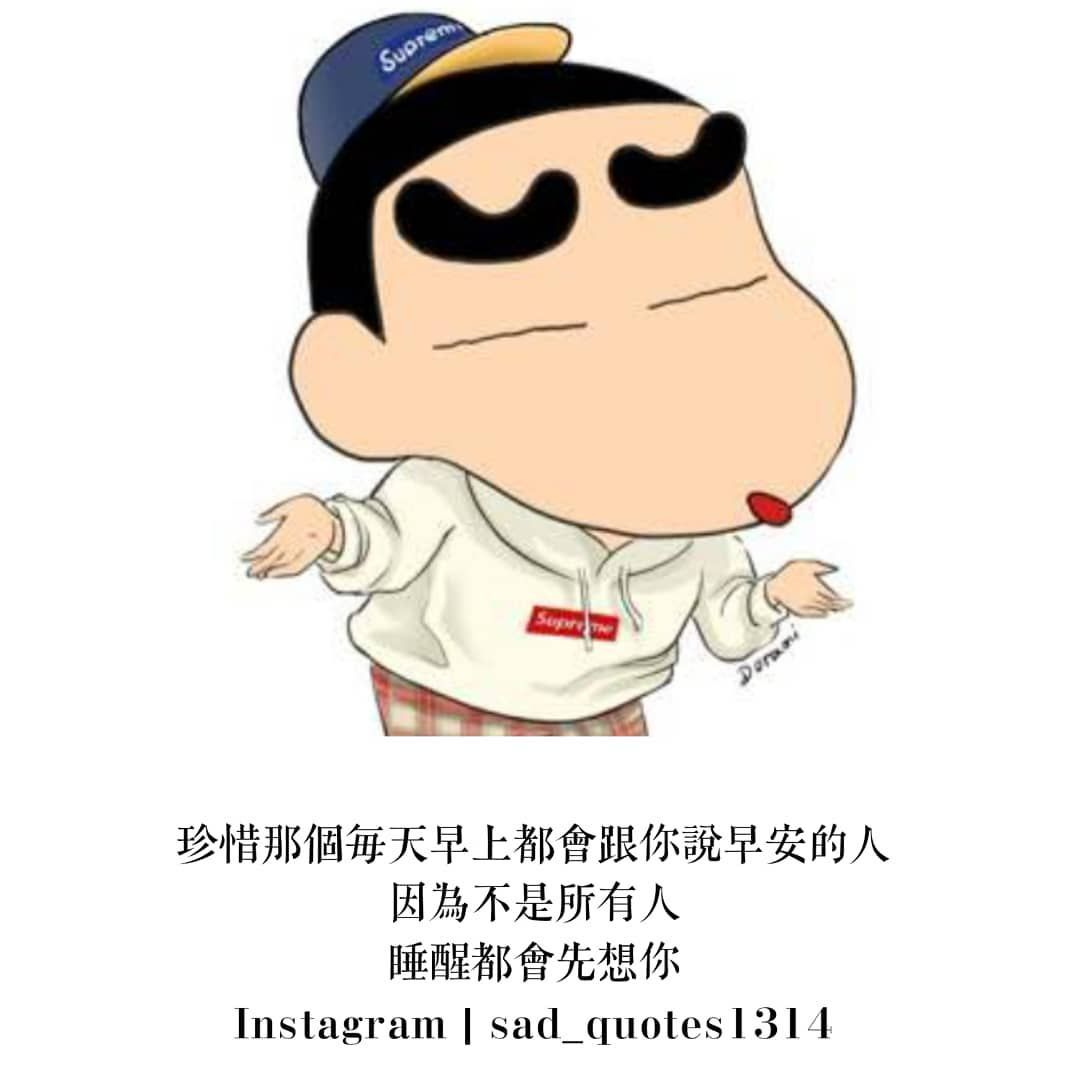 Supreme
Supreme
Dorami
珍惜那個每天早上都會跟你說早安的人
因為不是所有人
睡醒都會先想你
Instagram | sad_quotes1314